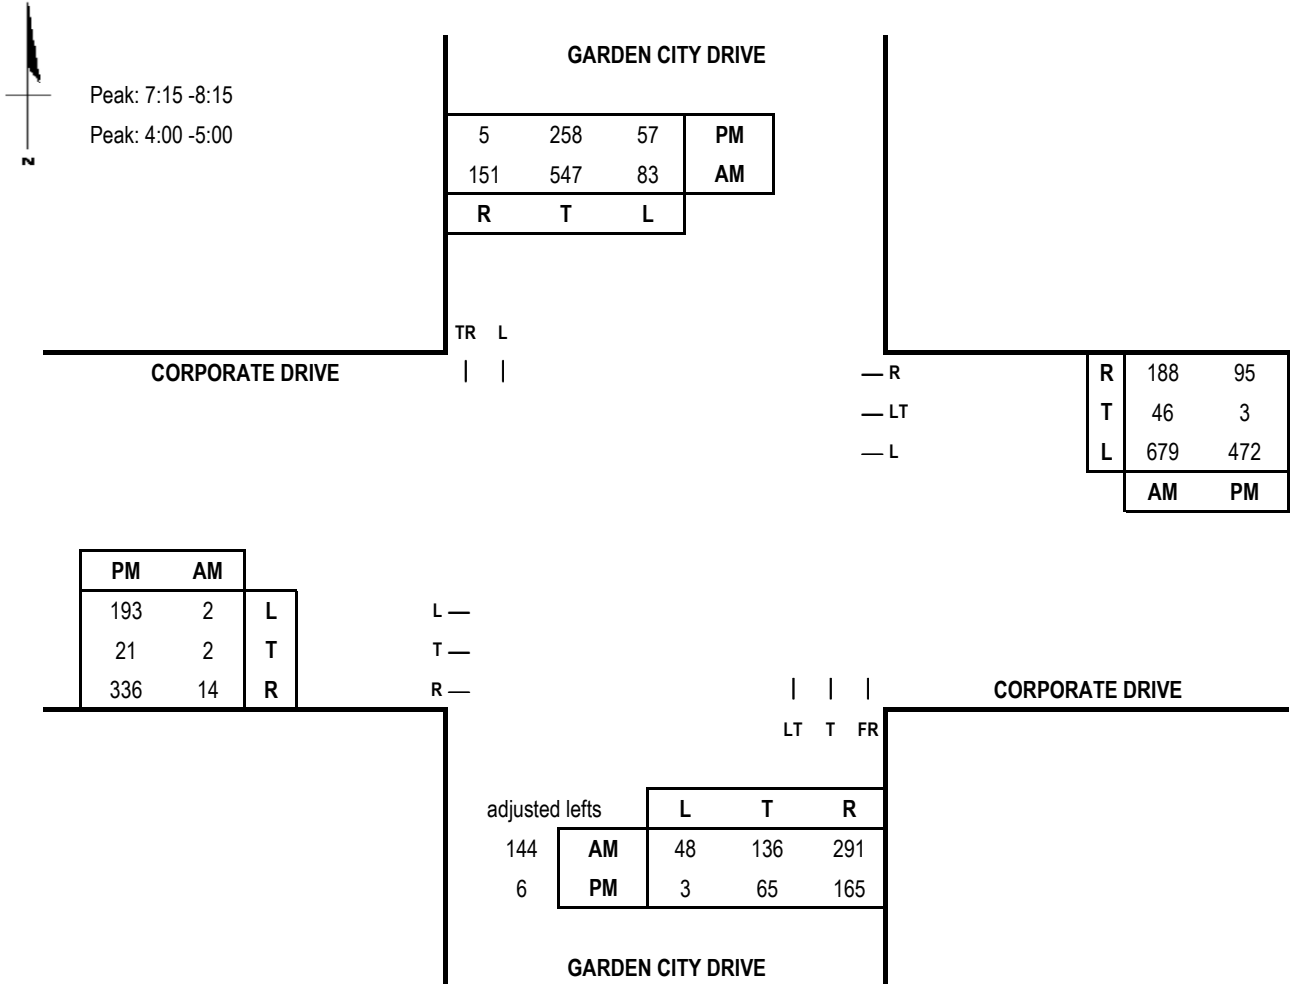 GARDEN CITY DRIVE
Peak: 7:15 -8:15
Peak: 4:00 -5:00
N
5 258 57 PM
151 547 83 AM
R T L
TR L
CORPORATE DRIVE
R
LT
L
R 188 95
T 46 3
L 679 472
AM PM
PM AM
193 2 L
21 2 T
336 14 R
L
T
R
CORPORATE DRIVE
LT T FR
adjusted lefts L T R
144 AM 48 136 291
6 PM 3 65 165
GARDEN CITY DRIVE